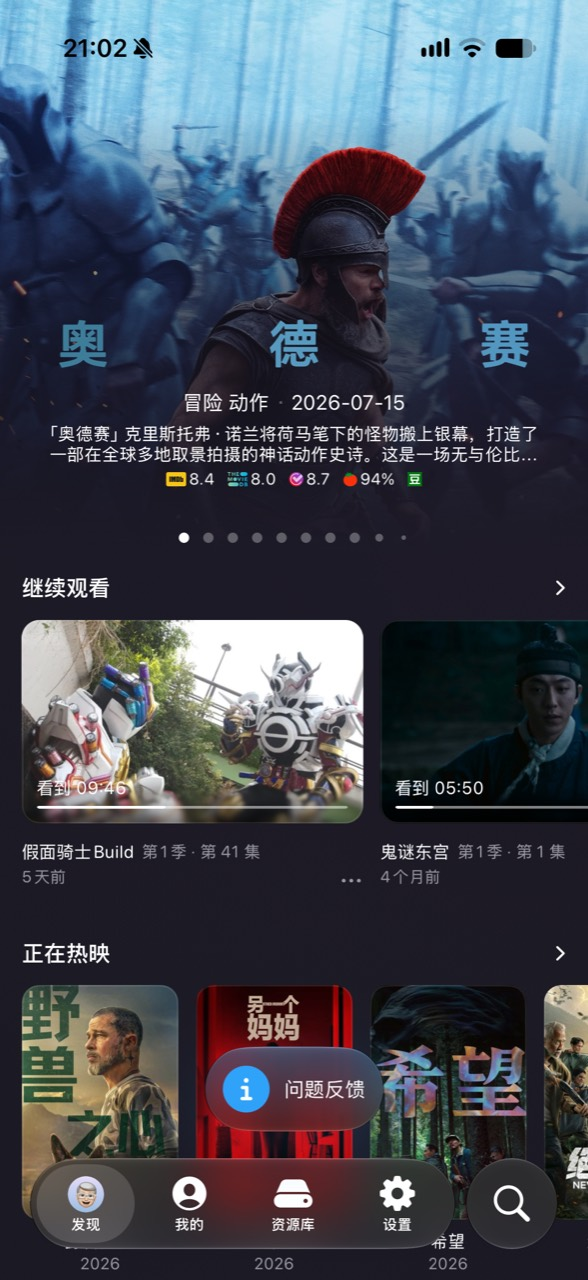 21:02
奥德赛
冒险 动作 · 2026-07-15
「奥德赛」克里斯托弗·诺兰将荷马笔下的怪物搬上银幕，打造了
一部在全球多地取景拍摄的神话动作史诗。这是一场无与伦比...
IMDb 8.4 THE MOVIE DB 8.0 8.7 94% 豆
继续观看
看到 09:46
看到 05:50
假面骑士Build 第1季 · 第 41 集
鬼谜东宫 第1季 · 第 1 集
5天前
4个月前
正在热映
野兽之心
另一个
妈妈
希望
问题反馈
发现
我的
资源库
设置
希望
2026
2026
2026